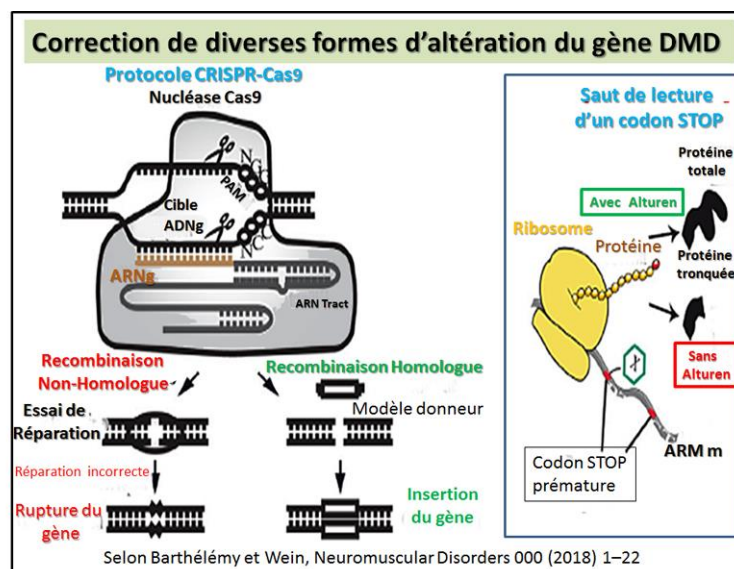 Correction de diverses formes d'altération du gène DMD
Protocole CRISPR-Cas9
Nucléase Cas9
NGG
PAM
Cible
ADNg
NCC
ARNg
ARN Tract
Recombinaison
Non-Homologue
Recombinaison Homologue
Modèle donneur
Essai de
Réparation
Réparation incorrecte
Rupture du
gène
Insertion
du gène
Saut de lecture
d'un codon STOP
Protéine
totale
Avec Alturen
Ribosome
Protéine
Protéine
tronquée
Sans
Alturen
ARM m
Codon STOP
prémature
Selon Barthélémy et Wein, Neuromuscular Disorders 000 (2018) 1–22